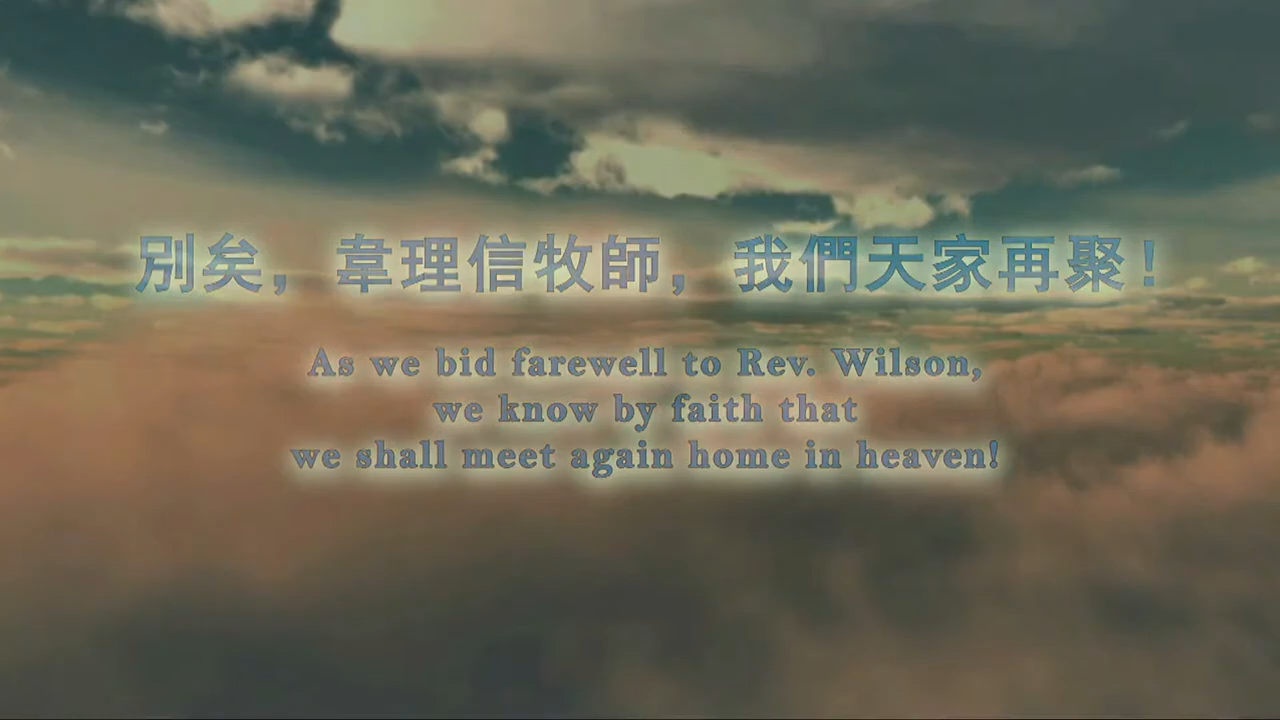 別矣，韋理信牧師，我們天家再聚！
As we bid farewell to Rev. Wilson,
we know by faith that
we shall meet again home in heaven!